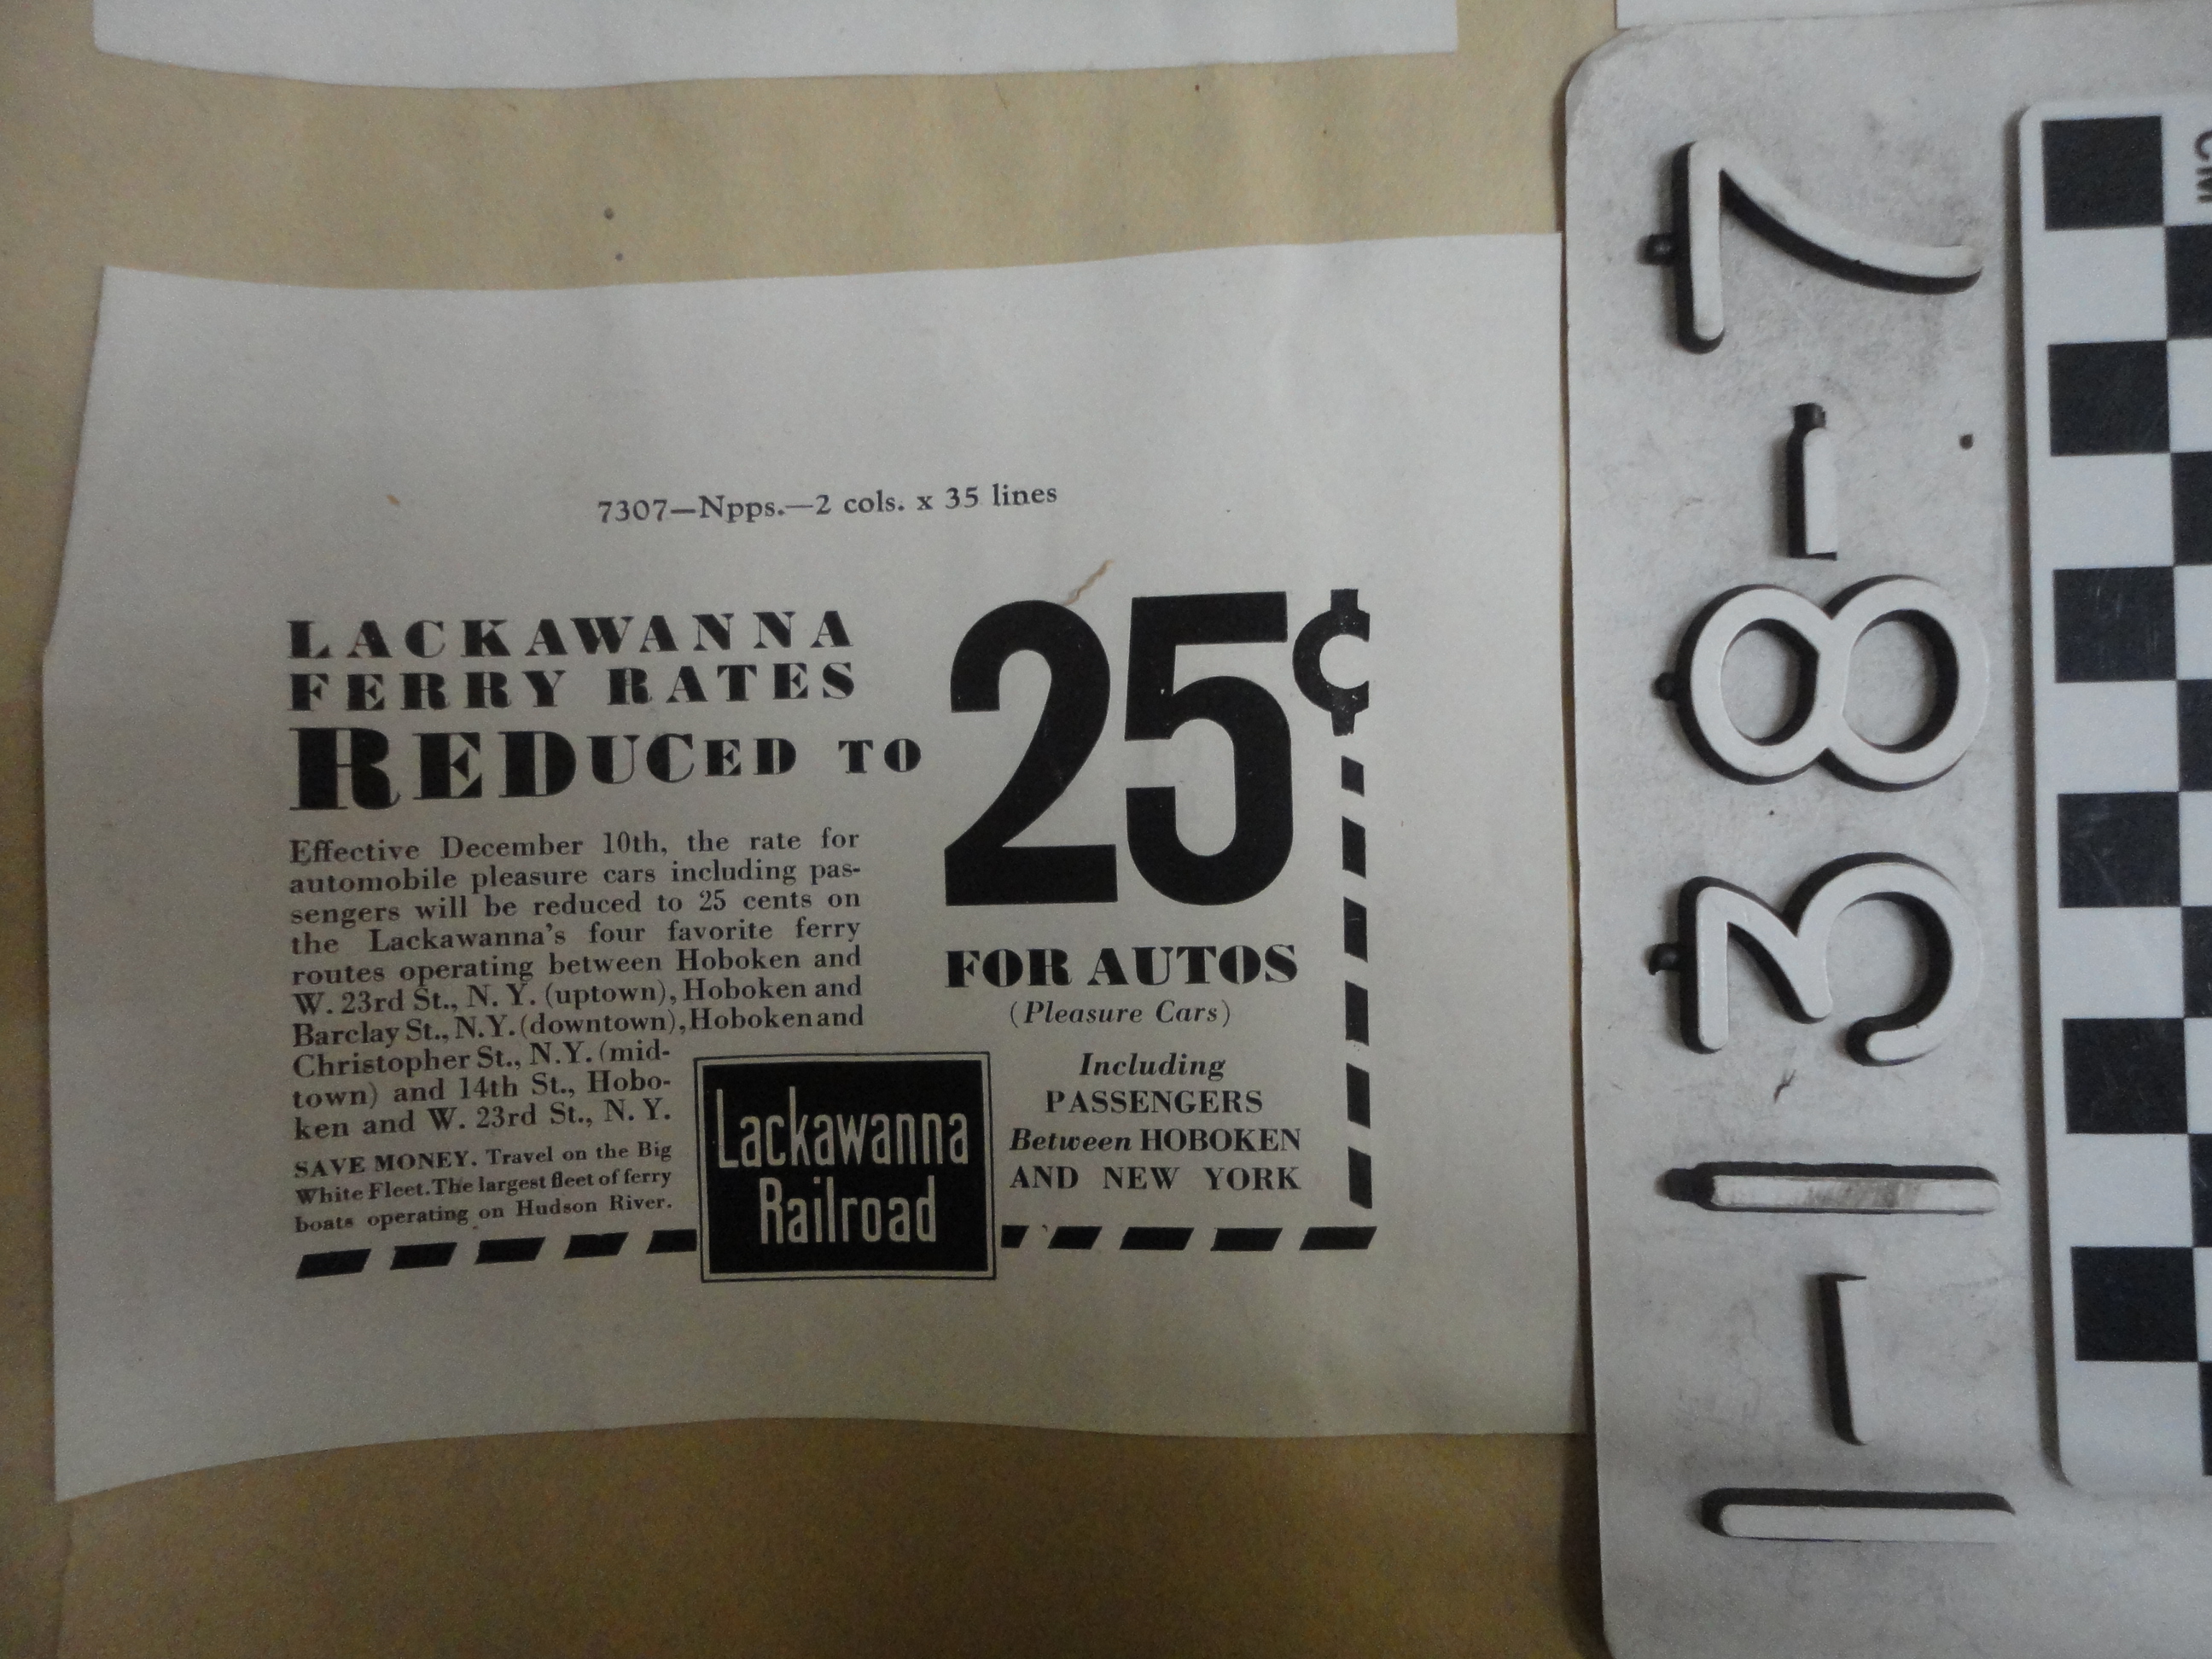 7307—Npps.—2 cols. x 35 lines
LACKAWANNA
FERRY RATES
REDUCED TO
25¢
Effective December 10th, the rate for
automobile pleasure cars including pas-
sengers will be reduced to 25 cents on
the Lackawanna's four favorite ferry
routes operating between Hoboken and
W. 23rd St., N. Y. (uptown), Hoboken and
Barclay St., N.Y. (downtown), Hoboken and
Christopher St., N.Y. (mid-
town) and 14th St., Hobo-
ken and W. 23rd St., N. Y.
SAVE MONEY. Travel on the Big
White Fleet. The largest fleet of ferry
boats operating on Hudson River.
FOR AUTOS
(Pleasure Cars)
Including
PASSENGERS
Between HOBOKEN
AND NEW YORK
Lackawanna
Railroad
1-138-7
CM